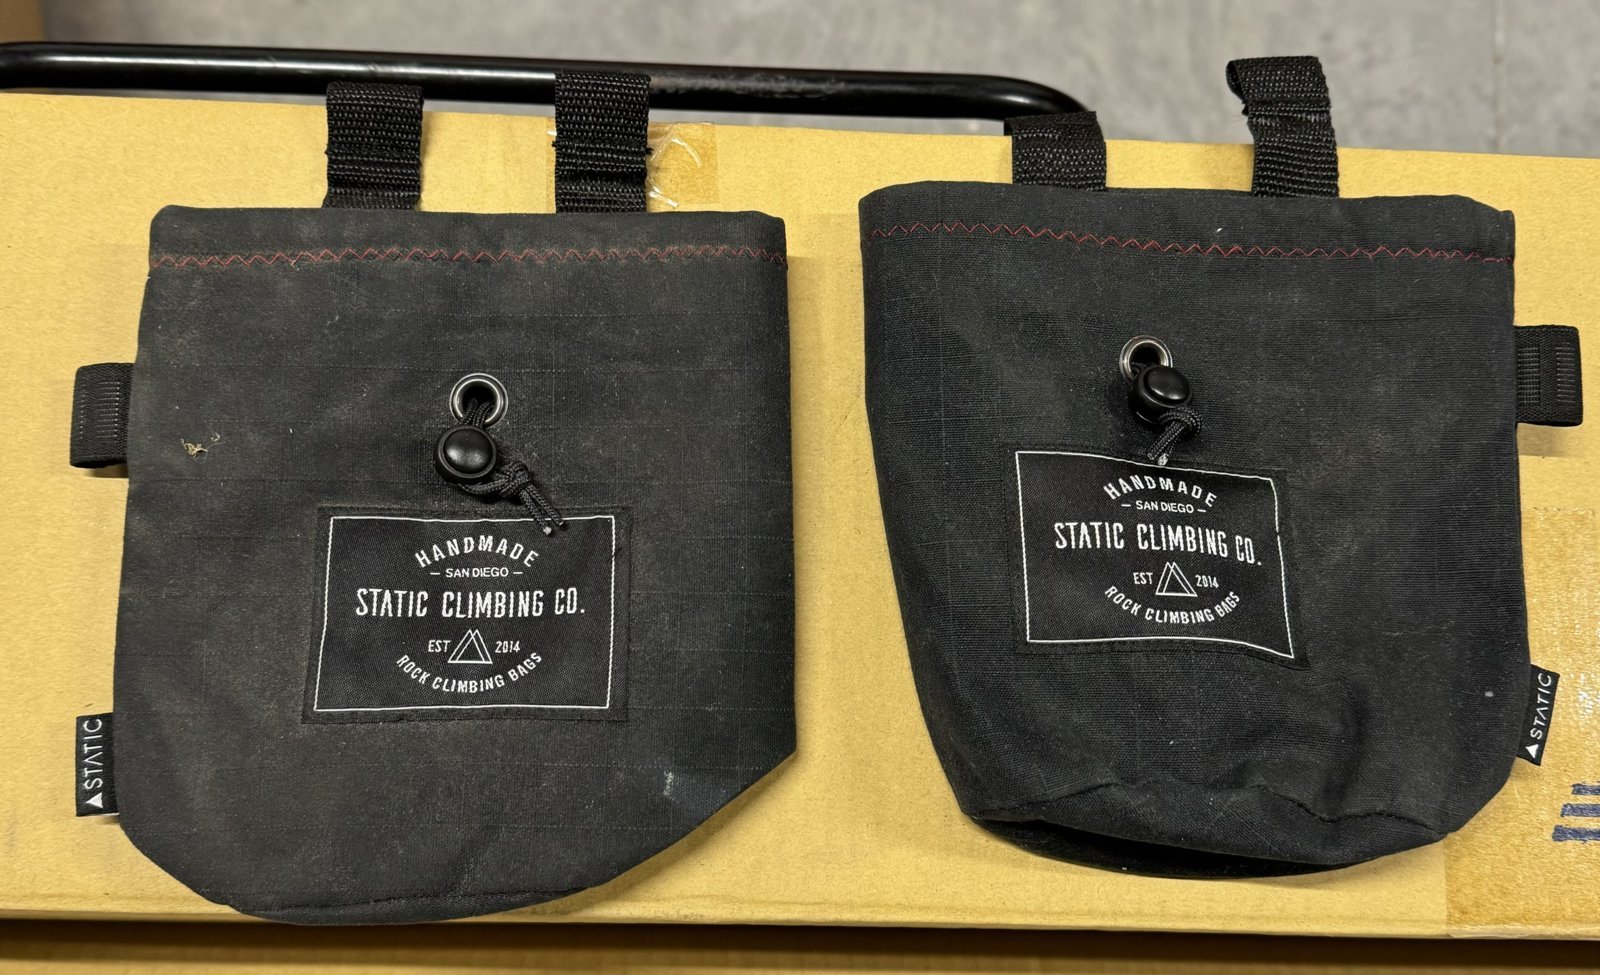 HANDMADE
– SAN DIEGO –
STATIC CLIMBING CO.
EST 2014
ROCK CLIMBING BAGS
STATIC
HANDMADE
– SAN DIEGO –
STATIC CLIMBING CO.
EST 2014
ROCK CLIMBING BAGS
STATIC